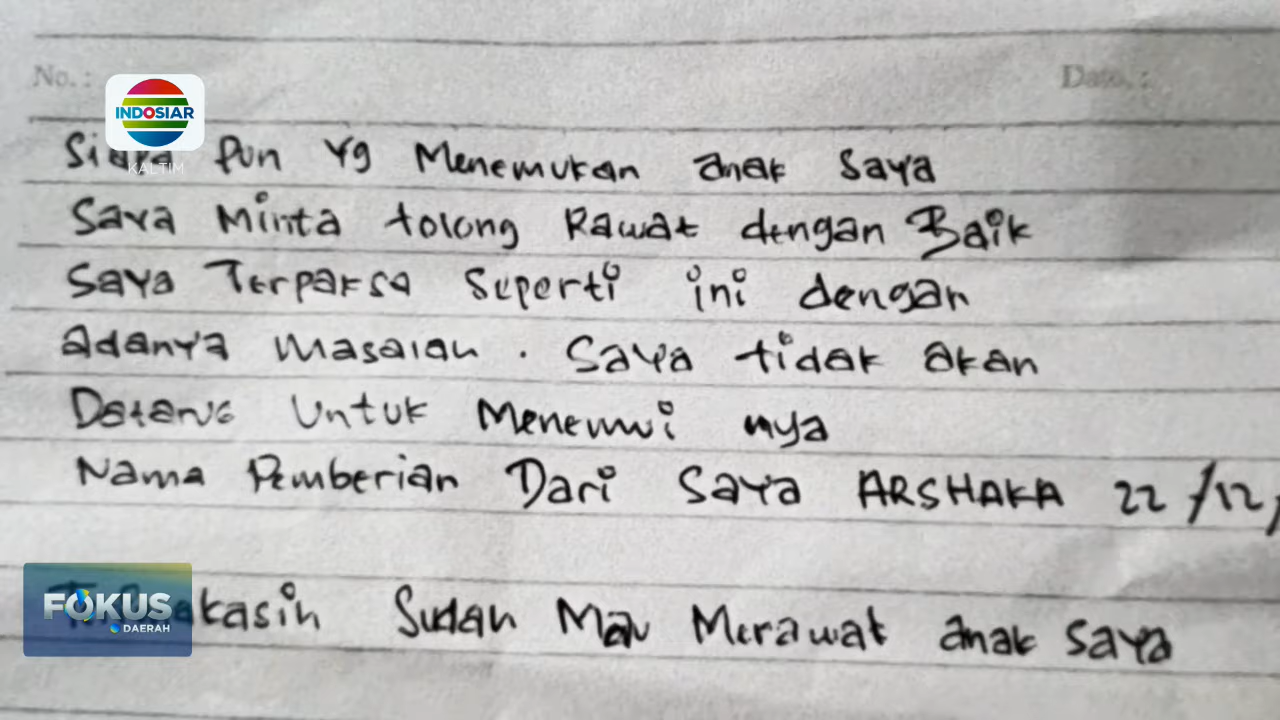 No. :
Date. :
INDOSIAR
KALTIM
Siapa Pun Yg Menemukan anak Saya
Saya Minta tolong Rawat dengan Baik
Saya Terpaksa Seperti ini dengan
adanya Masalah . Saya tidak akan
Datang Untuk Menemui nya
Nama Pemberian Dari Saya ARSHAKA 22/12/
Sudah Mau Merawat anak Saya
FOKUS
DAERAH